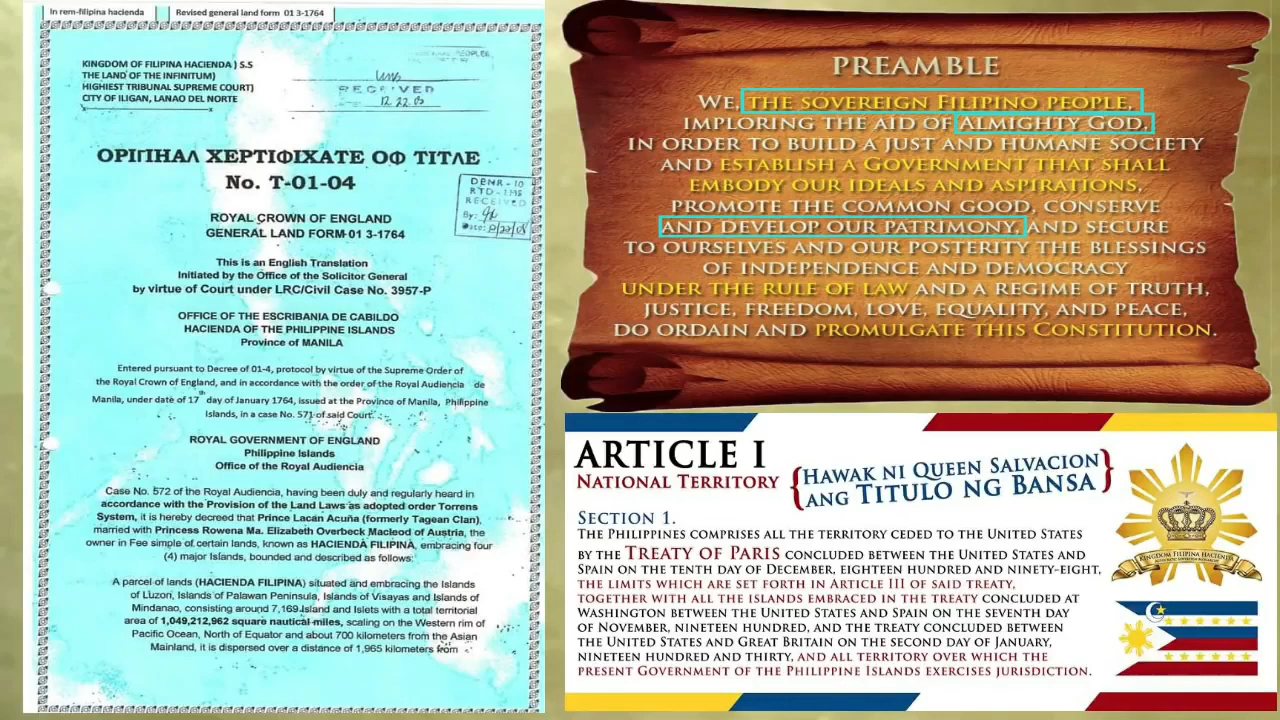 In rem-filipina hacienda
Revised general land form 01 3-1764
KINGDOM OF FILIPINA HACIENDA ) S.S
THE LAND OF THE INFINITUM)
HIGHEST TRIBUNAL SUPREME COURT)
CITY OF ILIGAN, LANAO DEL NORTE
RECEIVED
12.22.05
ΟΡΙΓΙΗΑΛ ΧΕΡΤΙΦΙΧΑΤΕ ΟΦ ΤΙΤΛΕ
No. T-01-04
DENR-10
RECEIVED
By:
Date:
ROYAL CROWN OF ENGLAND
GENERAL LAND FORM 01 3-1764
This is an English Translation
Initiated by the Office of the Solicitor General
by virtue of Court under LRC/Civil Case No. 3957-P
OFFICE OF THE ESCRIBANIA DE CABILDO
HACIENDA OF THE PHILIPPINE ISLANDS
Province of MANILA
Entered pursuant to Decree of 01-4, protocol by virtue of the Supreme Order of
the Royal Crown of England, and in accordance with the order of the Royal Audiencia de
Manila, under date of 17th day of January 1764, issued at the Province of Manila, Philippine
Islands, in a case No. 571 of said Court.
ROYAL GOVERNMENT OF ENGLAND
Philippine Islands
Office of the Royal Audiencia
Case No. 572 of the Royal Audiencia, having been duly and regularly heard in
accordance with the Provision of the Land Laws as adopted order Torrens
System, it is hereby decreed that Prince Lacan Acuña (formerly Tagean Clan),
married with Princess Rowena Ma. Elizabeth Overbeck Macleod of Austria, the
owner in Fee simple of certain lands, known as HACIENDA FILIPINA, embracing four
(4) major Islands, bounded and described as follows:
A parcel of lands (HACIENDA FILIPINA) situated and embracing the Islands
of Luzon, Islands of Palawan Peninsula, Islands of Visayas and Islands of
Mindanao, consisting around 7,169 Island and Islets with a total territorial
area of 1,049,212,962 square nautical-miles, scaling on the Western rim of
Pacific Ocean, North of Equator and about 700 kilometers from the Asian
Mainland, it is dispersed over a distance of 1,965 kilometers from
PREAMBLE
WE, THE SOVEREIGN FILIPINO PEOPLE,
IMPLORING THE AID OF ALMIGHTY GOD,
IN ORDER TO BUILD A JUST AND HUMANE SOCIETY
AND ESTABLISH A GOVERNMENT THAT SHALL
EMBODY OUR IDEALS AND ASPIRATIONS,
PROMOTE THE COMMON GOOD, CONSERVE
AND DEVELOP OUR PATRIMONY, AND SECURE
TO OURSELVES AND OUR POSTERITY THE BLESSINGS
OF INDEPENDENCE AND DEMOCRACY
UNDER THE RULE OF LAW AND A REGIME OF TRUTH,
JUSTICE, FREEDOM, LOVE, EQUALITY, AND PEACE,
DO ORDAIN AND PROMULGATE THIS CONSTITUTION.
ARTICLE I
NATIONAL TERRITORY
{HAWAK NI QUEEN SALVACION
ANG TITULO NG BANSA}
SECTION 1.
THE PHILIPPINES COMPRISES ALL THE TERRITORY CEDED TO THE UNITED STATES
BY THE TREATY OF PARIS CONCLUDED BETWEEN THE UNITED STATES AND
SPAIN ON THE TENTH DAY OF DECEMBER, EIGHTEEN HUNDRED AND NINETY-EIGHT,
THE LIMITS WHICH ARE SET FORTH IN ARTICLE III OF SAID TREATY,
TOGETHER WITH ALL THE ISLANDS EMBRACED IN THE TREATY CONCLUDED AT
WASHINGTON BETWEEN THE UNITED STATES AND SPAIN ON THE SEVENTH DAY
OF NOVEMBER, NINETEEN HUNDRED, AND THE TREATY CONCLUDED BETWEEN
THE UNITED STATES AND GREAT BRITAIN ON THE SECOND DAY OF JANUARY,
NINETEEN HUNDRED AND THIRTY, AND ALL TERRITORY OVER WHICH THE
PRESENT GOVERNMENT OF THE PHILIPPINE ISLANDS EXERCISES JURISDICTION.
KINGDOM FILIPINA HACIENDA